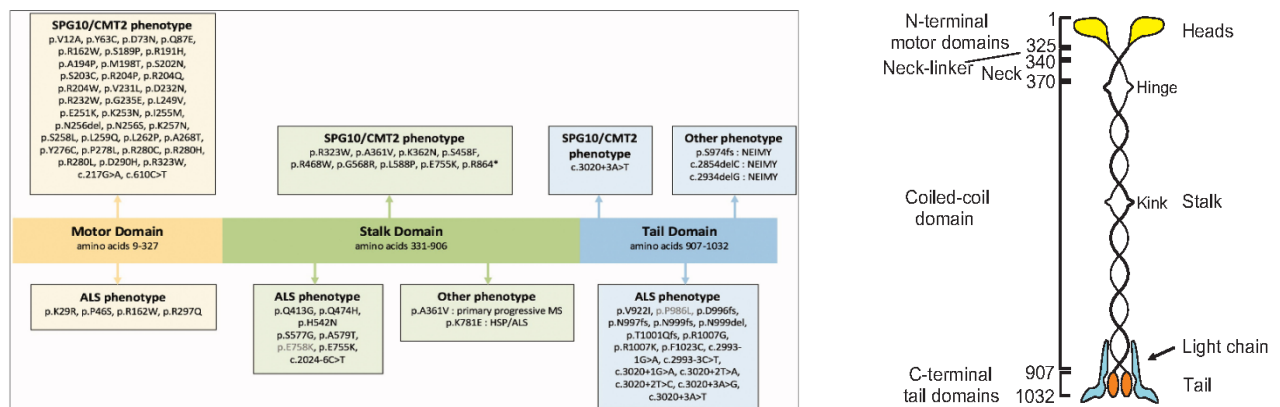 SPG10/CMT2 phenotype
p.V12A, p.Y63C, p.D73N, p.Q87E,
p.R162W, p.S189P, p.R191H,
p.A194P, p.M198T, p.S202N,
p.S203C, p.R204P, p.R204Q,
p.R204W, p.V231L, p.D232N,
p.R232W, p.G235E, p.L249V,
p.E251K, p.K253N, p.I255M,
p.N256del, p.N256S, p.K257N,
p.S258L, p.L259Q, p.L262P, p.A268T,
p.Y276C, p.P278L, p.R280C, p.R280H,
p.R280L, p.D290H, p.R323W,
c.217G>A, c.610C>T
SPG10/CMT2 phenotype
p.R323W, p.A361V, p.K362N, p.S458F,
p.R468W, p.G568R, p.L588P, p.E755K, p.R864*
SPG10/CMT2
phenotype
c.3020+3A>T
Other phenotype
p.S974fs : NEIMY
c.2854delC : NEIMY
c.2934delG : NEIMY
Motor Domain
amino acids 9-327
Stalk Domain
amino acids 331-906
Tail Domain
amino acids 907-1032
ALS phenotype
p.K29R, p.P46S, p.R162W, p.R297Q
ALS phenotype
p.Q413G, p.Q474H,
p.H542N
p.S577G, p.A579T,
p.E758K, p.E755K,
c.2024-6C>T
Other phenotype
p.A361V : primary progressive MS
p.K781E : HSP/ALS
ALS phenotype
p.V922I, p.P986L, p.D996fs,
p.N997fs, p.N999fs, p.N999del,
p.T1001Qfs, p.R1007G,
p.R1007K, p.F1023C, c.2993-
1G>A, c.2993-3C>T,
c.3020+1G>A, c.3020+2T>A,
c.3020+2T>C, c.3020+3A>G,
c.3020+3A>T
N-terminal
motor domains
Neck-linker
Neck
1
325
340
370
Heads
Hinge
Coiled-coil
domain
Kink
Stalk
Light chain
C-terminal
tail domains
907
1032
Tail